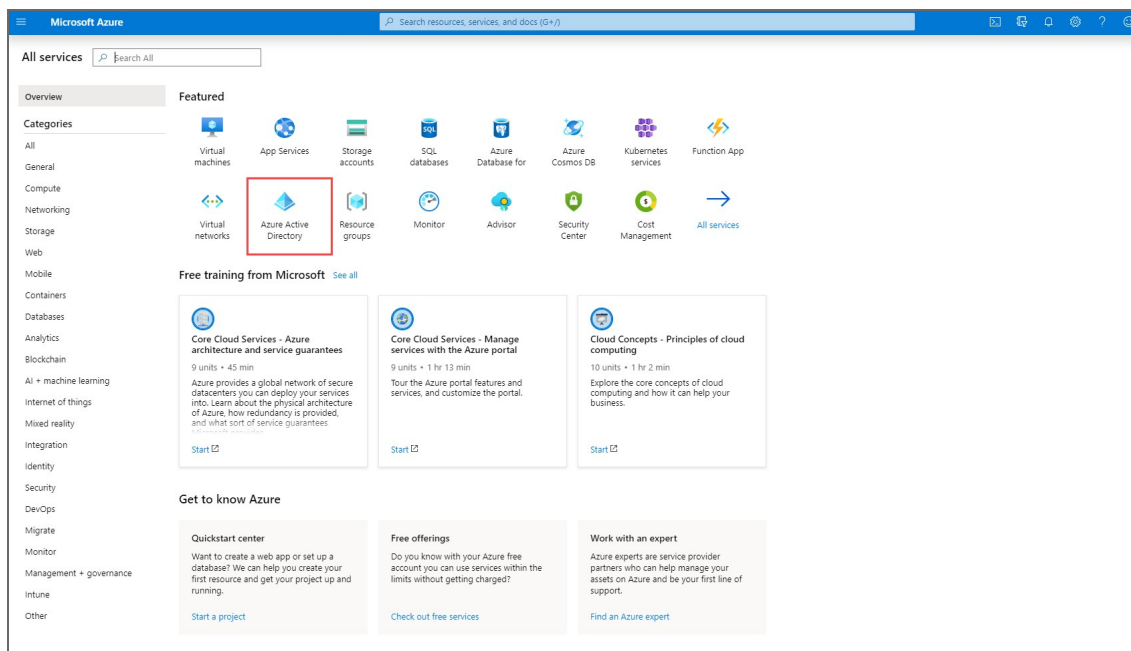 Microsoft Azure
Search resources, services, and docs (G+/)
All services
Search All
Overview
Categories
All
General
Compute
Networking
Storage
Web
Mobile
Containers
Databases
Analytics
Blockchain
AI + machine learning
Internet of things
Mixed reality
Integration
Identity
Security
DevOps
Migrate
Monitor
Management + governance
Intune
Other
Featured
Virtual
machines
App Services
Storage
accounts
SQL
SQL
databases
Azure
Database for
Azure
Cosmos DB
Kubernetes
services
Function App
Virtual
networks
Azure Active
Directory
Resource
groups
Monitor
Advisor
Security
Center
Cost
Management
All services
Free training from Microsoft See all
Core Cloud Services - Azure
architecture and service guarantees
9 units • 45 min
Azure provides a global network of secure
datacenters you can deploy your services
into. Learn about the physical architecture
of Azure, how redundancy is provided,
and what sort of service guarantees
Start
Core Cloud Services - Manage
services with the Azure portal
9 units • 1 hr 13 min
Tour the Azure portal features and
services, and customize the portal.
Start
Cloud Concepts - Principles of cloud
computing
10 units • 1 hr 2 min
Explore the core concepts of cloud
computing and how it can help your
business.
Start
Get to know Azure
Quickstart center
Want to create a web app or set up a
database? We can help you create your
first resource and get your project up and
running.
Start a project
Free offerings
Do you know with your Azure free
account you can use services within the
limits without getting charged?
Check out free services
Work with an expert
Azure experts are service provider
partners who can help manage your
assets on Azure and be your first line of
support.
Find an Azure expert